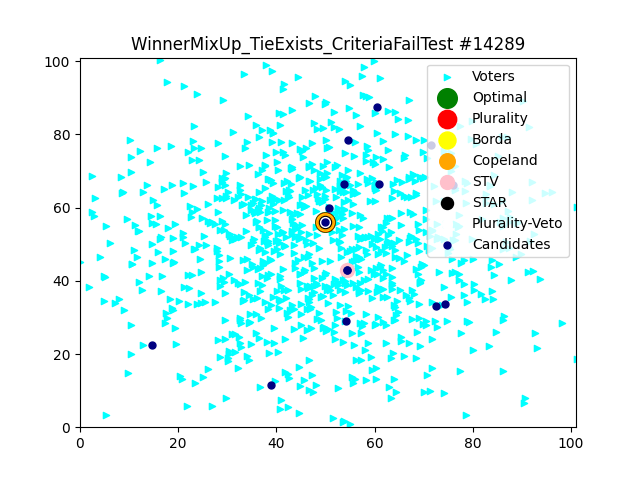 WinnerMixUp_TieExists_CriteriaFailTest #14289
100
80
60
40
20
0
0
20
40
60
80
100
Voters
Optimal
Plurality
Borda
Copeland
STV
STAR
Plurality-Veto
Candidates